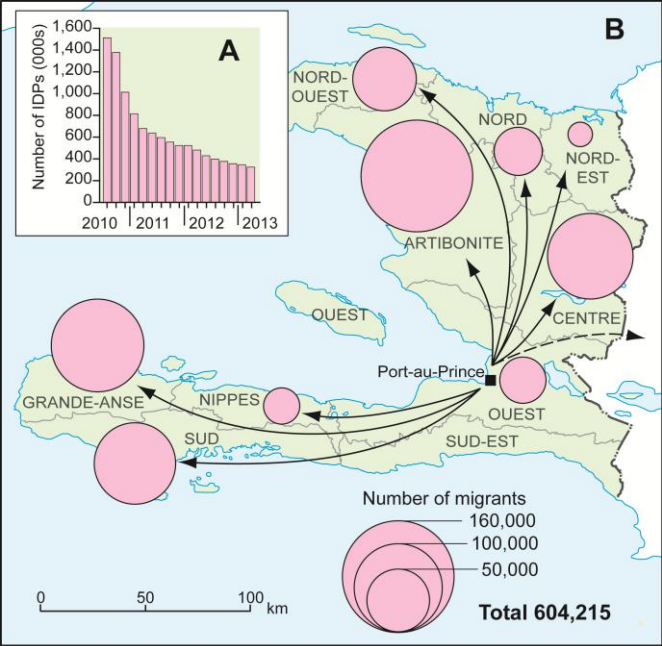 A
Number of IDPs (000s)
1,600
1,400
1,200
1,000
800
600
400
200
0
2010 2011 2012 2013
B
NORD-
OUEST
NORD
NORD-
EST
ARTIBONITE
OUEST
CENTRE
Port-au-Prince
GRANDE-ANSE
NIPPES
OUEST
SUD
SUD-EST
Number of migrants
160,000
100,000
50,000
0 50 100
km
Total 604,215